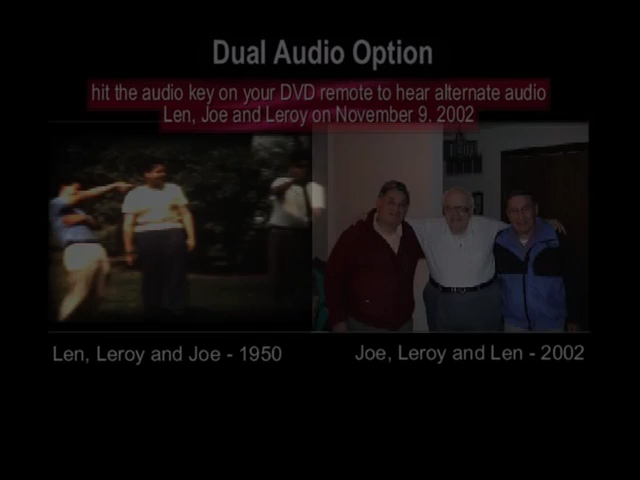 Dual Audio Option
hit the audio key on your DVD remote to hear alternate audio
Len, Joe and Leroy on November 9, 2002
Len, Leroy and Joe - 1950
Joe, Leroy and Len - 2002